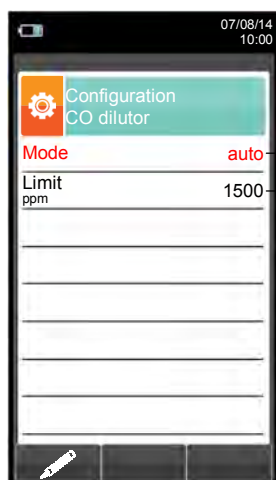 07/08/14
10:00
Configuration
CO dilutor
Mode auto
Limit 1500
ppm